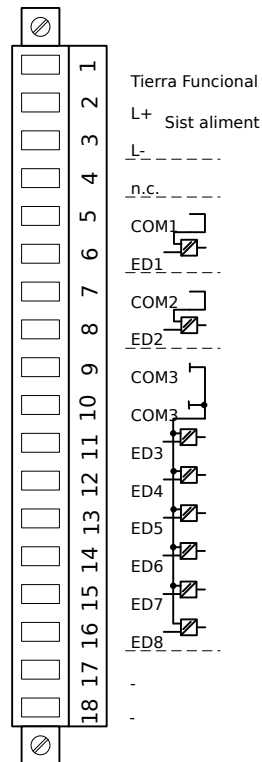 1
Tierra Funcional
2
L+ Sist aliment
3
L-
4
n.c.
5
COM1
6
ED1
7
COM2
8
ED2
9
COM3
10
COM3
11
ED3
12
ED4
13
ED5
14
ED6
15
ED7
16
ED8
17
-
18
-